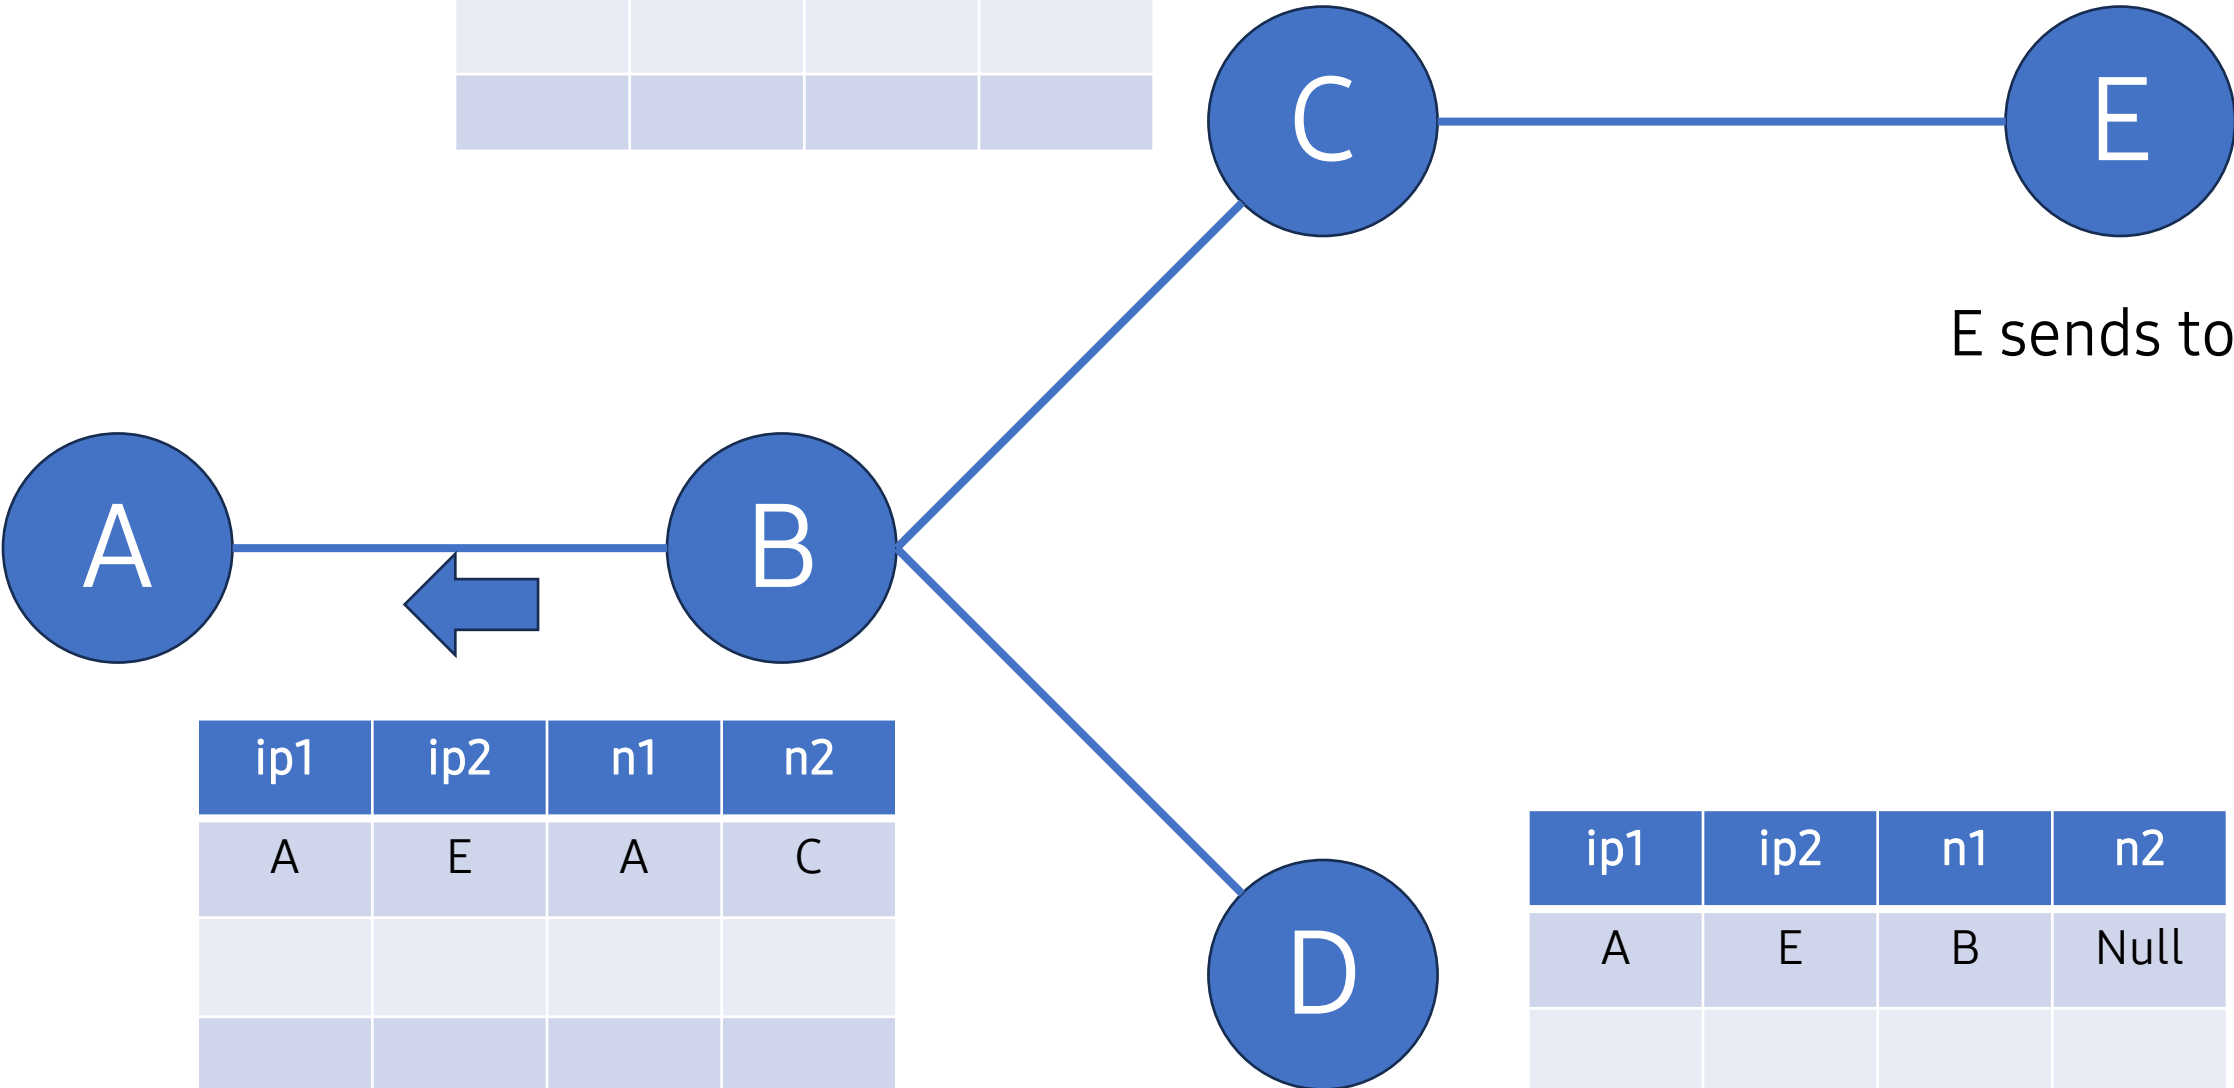 C
E
E sends to
A
B
ip1 ip2 n1 n2
A E A C
D
ip1 ip2 n1 n2
A E B Null